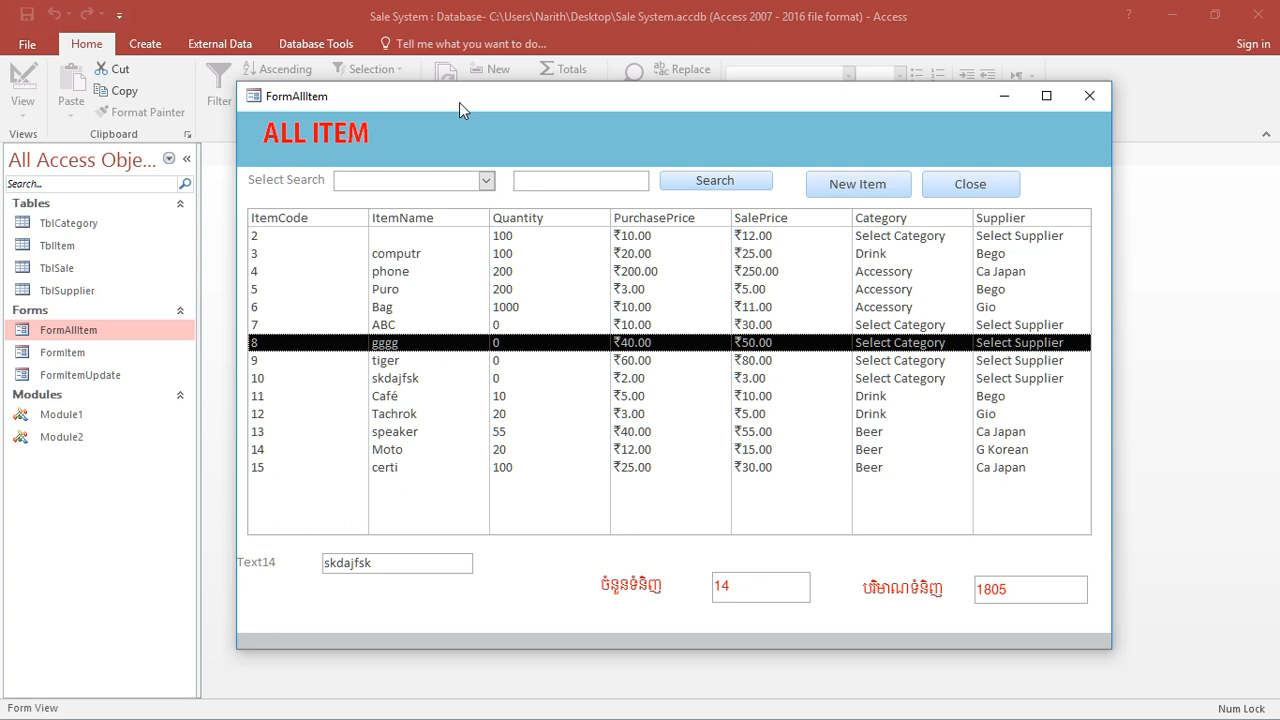 Sale System : Database- C:\Users\Narith\Desktop\Sale System.accdb (Access 2007 - 2016 file format) - Access
File Home Create External Data Database Tools Tell me what you want to do... Sign in
View
Views
Paste
Cut
Copy
Format Painter
Clipboard
Filter
Ascending
Selection
New
Totals
Replace
All Access Obje...
Search...
Tables
TblCategory
TblItem
TblSale
TblSupplier
Forms
FormAllItem
FormItem
FormItemUpdate
Modules
Module1
Module2
FormAllItem
ALL ITEM
Select Search Search New Item Close
ItemCode ItemName Quantity PurchasePrice SalePrice Category Supplier
2 100 ₹10.00 ₹12.00 Select Category Select Supplier
3 computr 100 ₹20.00 ₹25.00 Drink Bego
4 phone 200 ₹200.00 ₹250.00 Accessory Ca Japan
5 Puro 200 ₹3.00 ₹5.00 Accessory Bego
6 Bag 1000 ₹10.00 ₹11.00 Accessory Gio
7 ABC 0 ₹10.00 ₹30.00 Select Category Select Supplier
8 gggg 0 ₹40.00 ₹50.00 Select Category Select Supplier
9 tiger 0 ₹60.00 ₹80.00 Select Category Select Supplier
10 skdajfsk 0 ₹2.00 ₹3.00 Select Category Select Supplier
11 Café 10 ₹5.00 ₹10.00 Drink Bego
12 Tachrok 20 ₹3.00 ₹5.00 Drink Gio
13 speaker 55 ₹40.00 ₹55.00 Beer Ca Japan
14 Moto 20 ₹12.00 ₹15.00 Beer G Korean
15 certi 100 ₹25.00 ₹30.00 Beer Ca Japan
Text14 skdajfsk
ចំនួនទំនិញ 14 បរិមាណទំនិញ 1805
Form View Num Lock